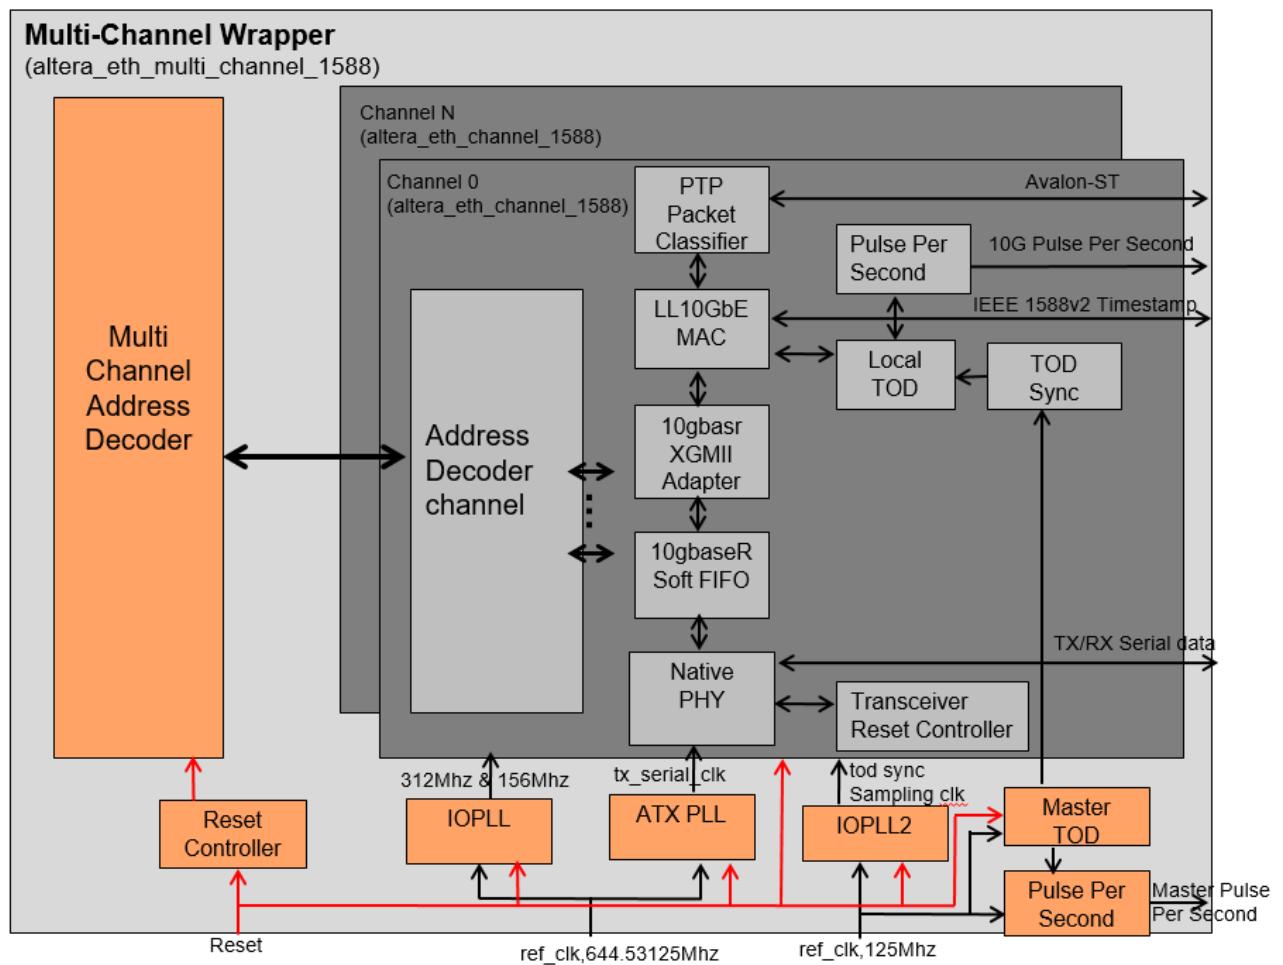 Multi-Channel Wrapper
(altera_eth_multi_channel_1588)
Channel N
(altera_eth_channel_1588)
Channel 0
(altera_eth_channel_1588)
PTP
Packet
Classifier
Avalon-ST
Pulse Per
Second
10G Pulse Per Second
LL10GbE
MAC
IEEE 1588v2 Timestamp
Local
TOD
TOD
Sync
Multi
Channel
Address
Decoder
Address
Decoder
channel
10gbasr
XGMII
Adapter
10gbaseR
Soft FIFO
TX/RX Serial data
Native
PHY
Transceiver
Reset Controller
312Mhz & 156Mhz
tx_serial_clk
tod sync
Sampling clk
Reset
Controller
IOPLL
ATX PLL
IOPLL2
Master
TOD
Pulse Per
Second
Master Pulse
Per Second
Reset
ref_clk,644.53125Mhz
ref_clk,125Mhz